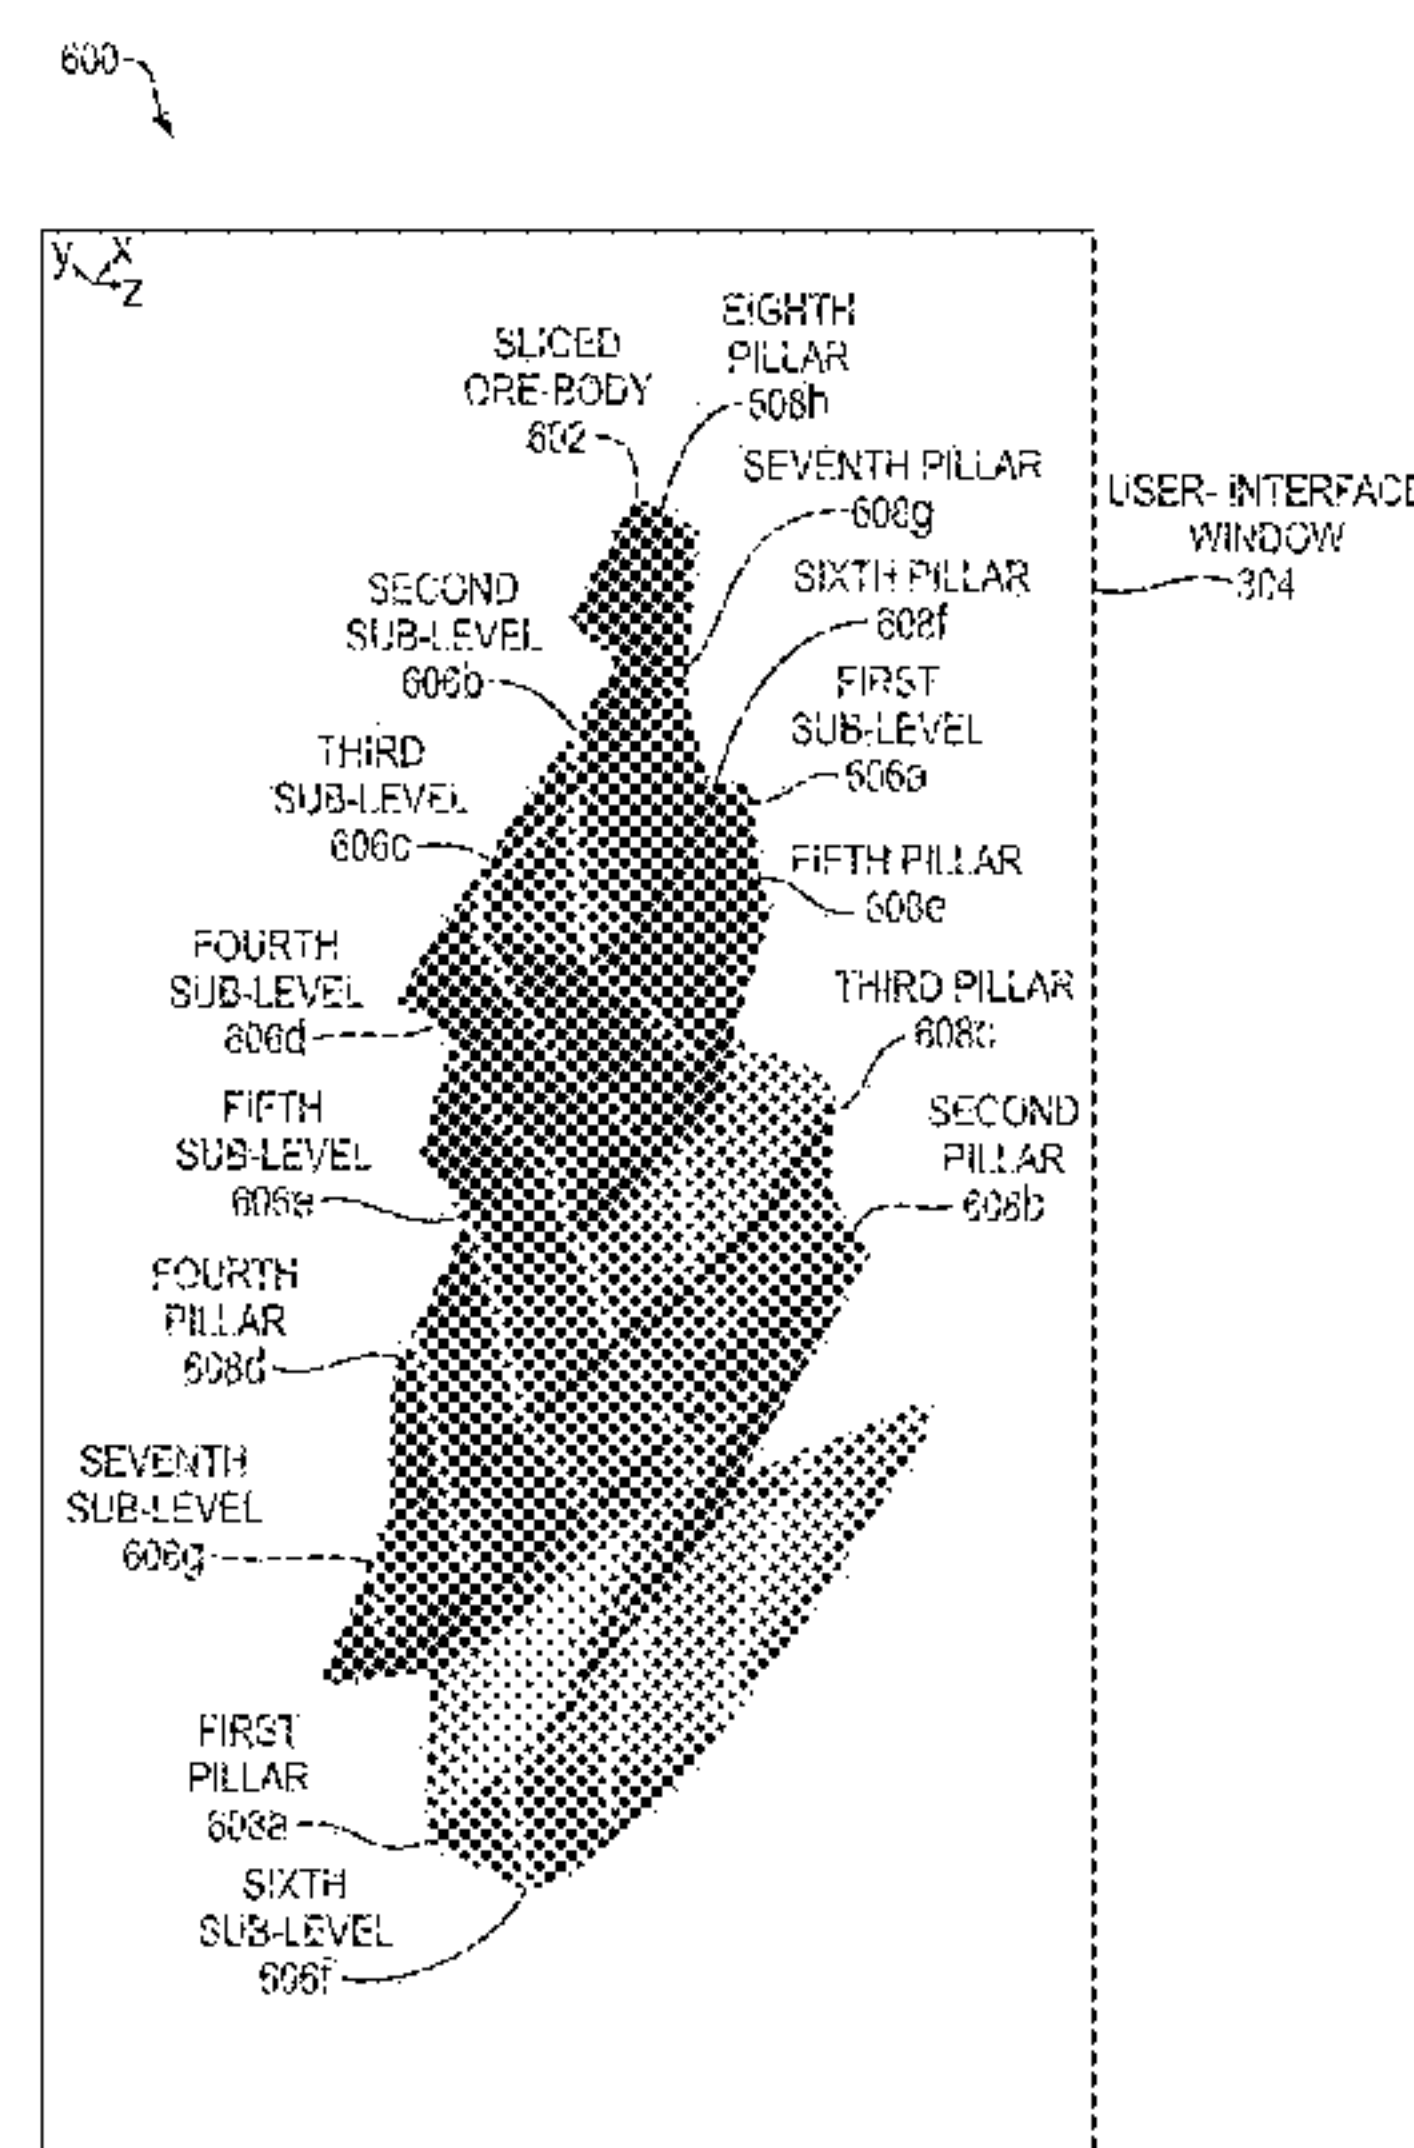 600
y x
z
EIGHTH
PILLAR
608h
SLICED
ORE-BODY
602
SEVENTH PILLAR
608g
USER- INTERFACE
WINDOW
304
SIXTH PILLAR
608f
SECOND
SUB-LEVEL
606b
FIRST
SUB-LEVEL
606a
THIRD
SUB-LEVEL
606c
FIFTH PILLAR
608e
FOURTH
SUB-LEVEL
606d
THIRD PILLAR
608c
FIFTH
SUB-LEVEL
606e
SECOND
PILLAR
608b
FOURTH
PILLAR
608d
SEVENTH
SUB-LEVEL
606g
FIRST
PILLAR
608a
SIXTH
SUB-LEVEL
606f